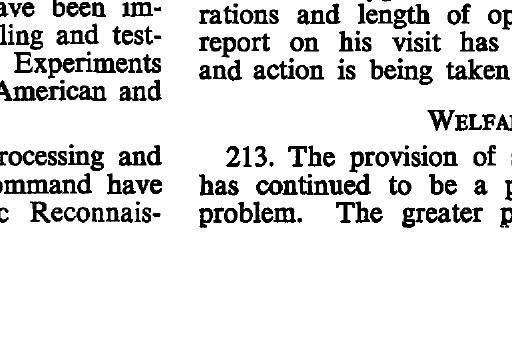 ave been im-
ling and test-
Experiments
American and
rocessing and
ommand have
c Reconnais-
rations and length of op
report on his visit has
and action is being taken
WELFA
213. The provision of
has continued to be a p
problem. The greater p